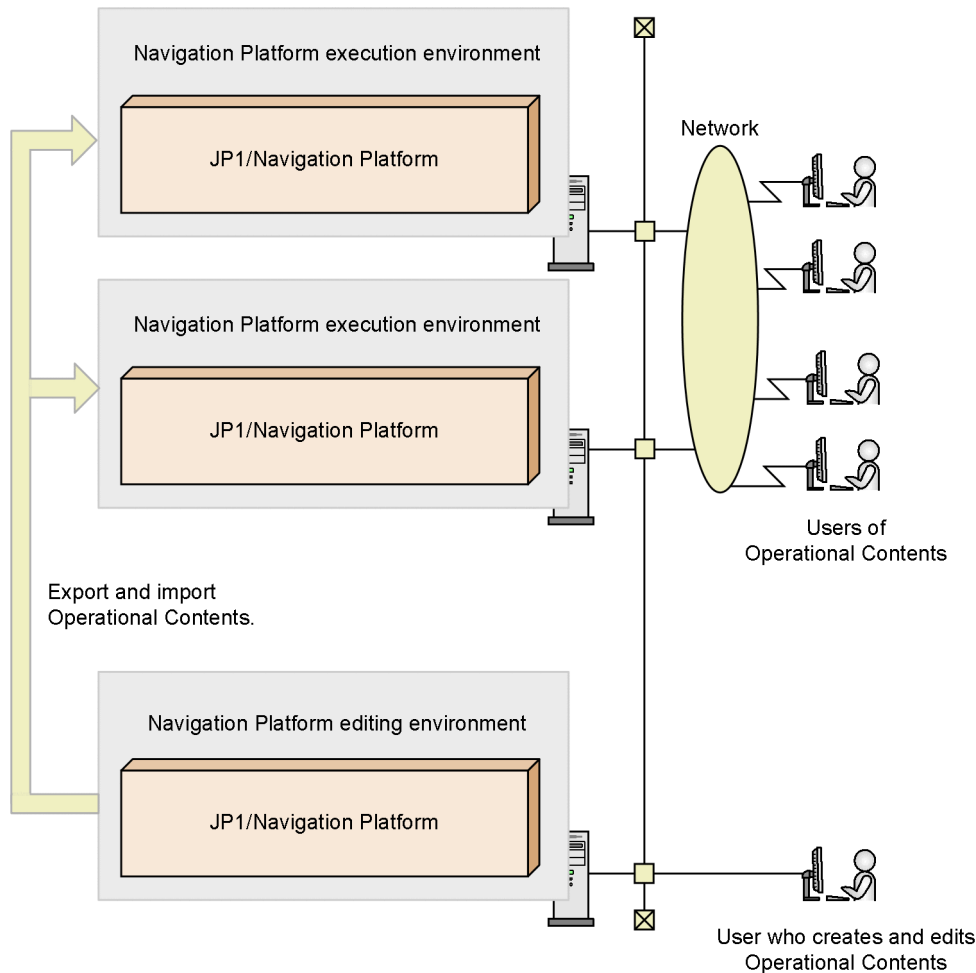 Navigation Platform execution environment
JP1/Navigation Platform
Network
Navigation Platform execution environment
JP1/Navigation Platform
Users of
Operational Contents
Export and import
Operational Contents.
Navigation Platform editing environment
JP1/Navigation Platform
User who creates and edits
Operational Contents